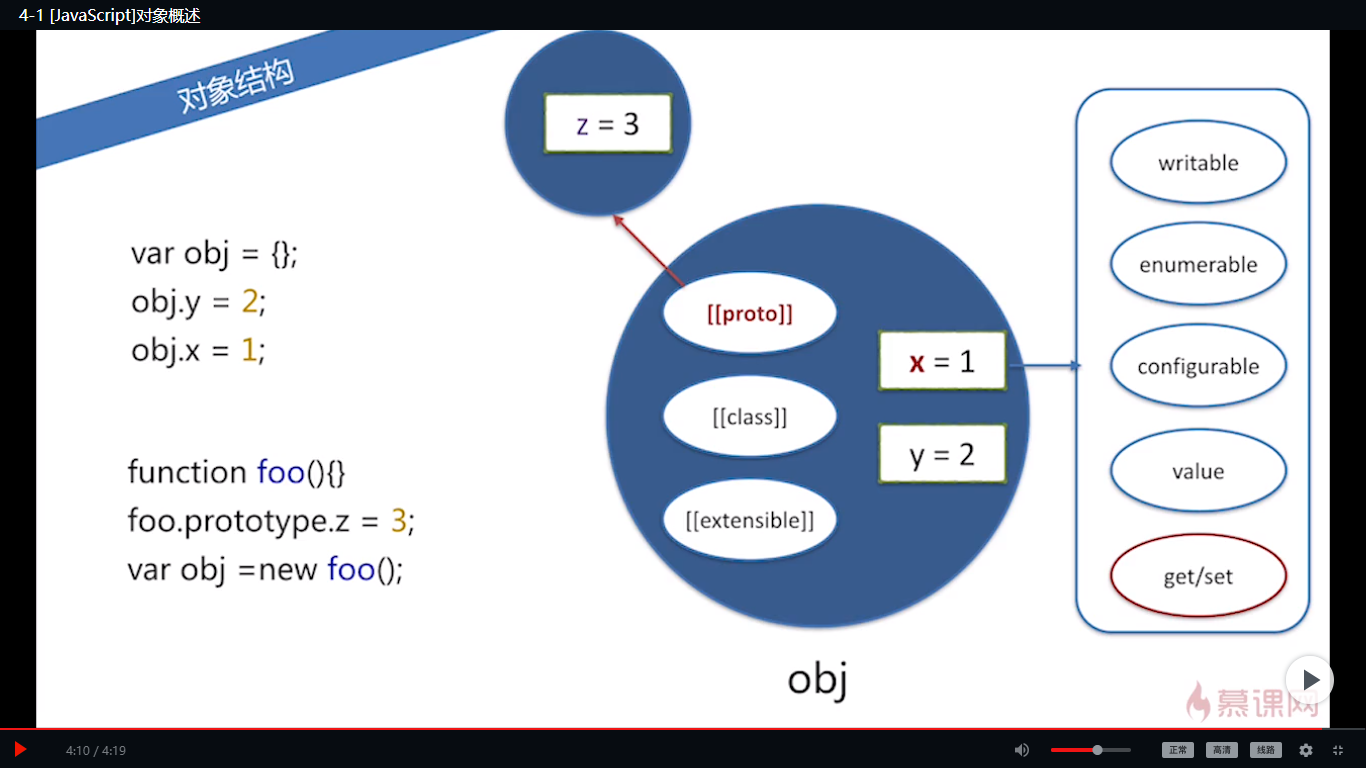 4-1 [JavaScript]对象概述
对象结构
z = 3
var obj = {};
obj.y = 2;
obj.x = 1;
function foo(){}
foo.prototype.z = 3;
var obj =new foo();
[[proto]]
[[class]]
[[extensible]]
x = 1
y = 2
writable
enumerable
configurable
value
get/set
obj
慕课网
4:10 / 4:19
正常
高清
线路